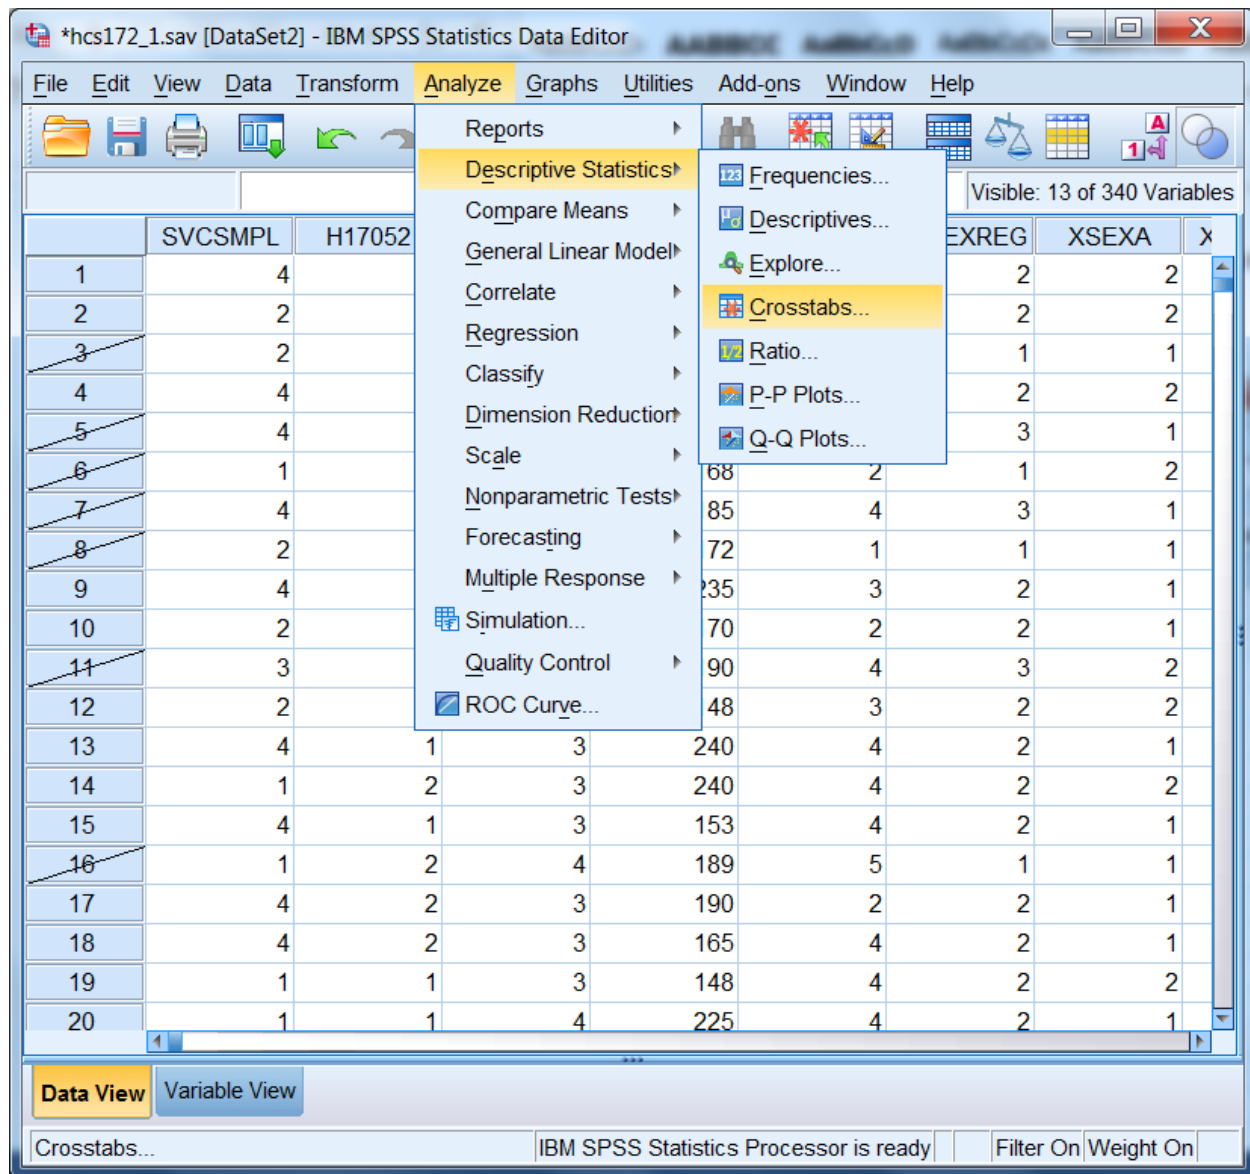 *hcs172_1.sav [DataSet2] - IBM SPSS Statistics Data Editor
File Edit View Data Transform Analyze Graphs Utilities Add-ons Window Help
Reports
Descriptive Statistics
Compare Means
General Linear Model
Correlate
Regression
Classify
Dimension Reduction
Scale
Nonparametric Tests
Forecasting
Multiple Response
Simulation...
Quality Control
ROC Curve...
Frequencies...
Descriptives...
Explore...
Crosstabs...
Ratio...
P-P Plots...
Q-Q Plots...
Visible: 13 of 340 Variables
SVCSMPL H17052 EXREG XSEXA X
1 4 2 2
2 2 2 2
3 2 1 1
4 4 2 2
5 4 3 1
6 1 68 2 1 2
7 4 85 4 3 1
8 2 72 1 1 1
9 4 235 3 2 1
10 2 70 2 2 1
11 3 90 4 3 2
12 2 48 3 2 2
13 4 1 3 240 4 2 1
14 1 2 3 240 4 2 2
15 4 1 3 153 4 2 1
16 1 2 4 189 5 1 1
17 4 2 3 190 2 2 1
18 4 2 3 165 4 2 1
19 1 1 3 148 4 2 2
20 1 1 4 225 4 2 1
Data View Variable View
Crosstabs... IBM SPSS Statistics Processor is ready Filter On Weight On